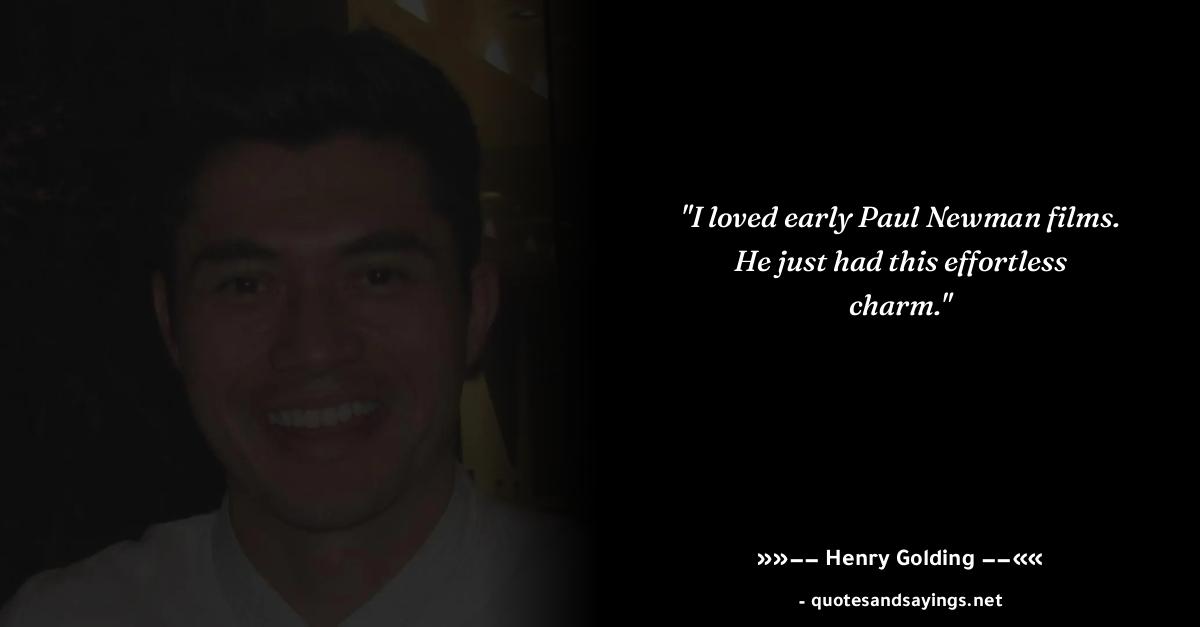 "I loved early Paul Newman films.
He just had this effortless
charm."
»»−− Henry Golding −−««
- quotesandsayings.net